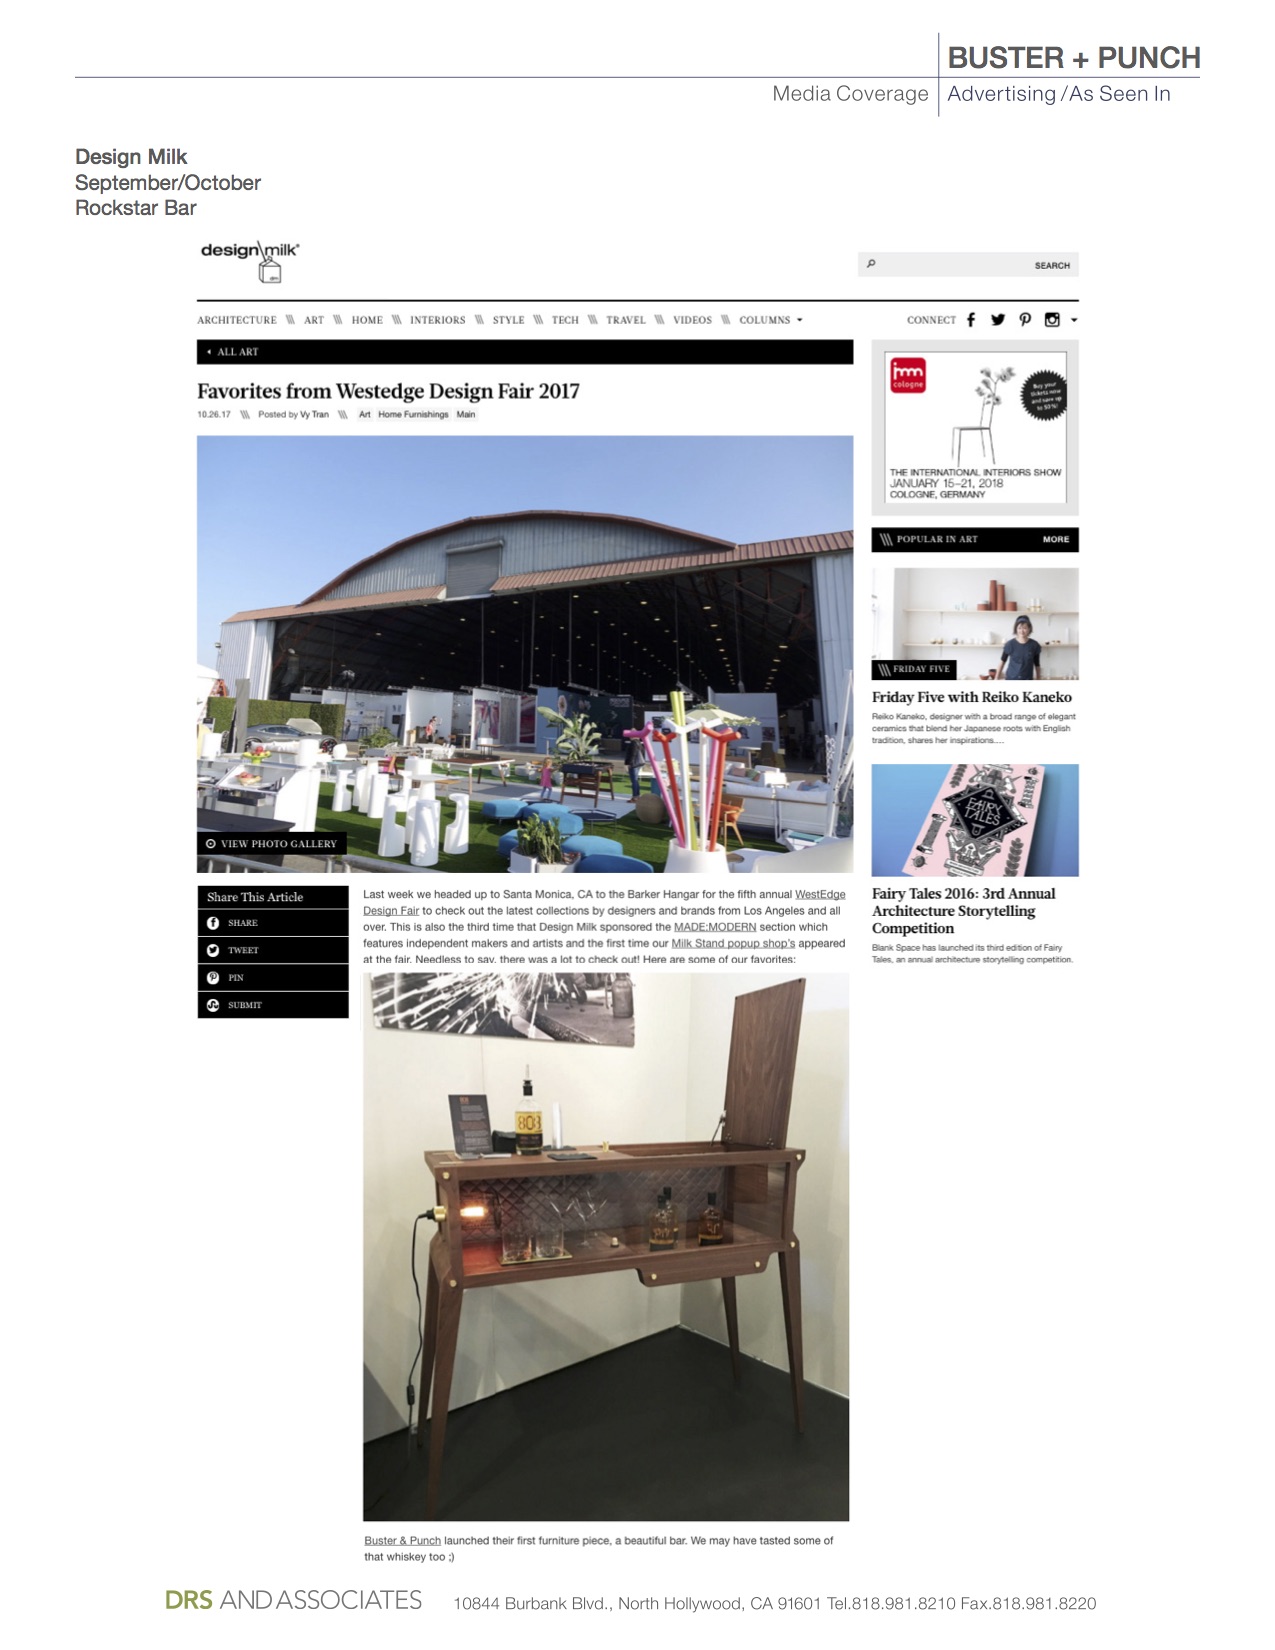 BUSTER + PUNCH
Media Coverage
Advertising/As Seen In
Design Milk
September/October
Rockstar Bar
design milk
SEARCH
ARCHITECTURE \\\ ART \\\ HOME \\\ INTERIORS \\\ STYLE \\\ TECH \\\ TRAVEL \\\ VIDEOS \\\ COLUMNS
CONNECT
ALL ART
Favorites from Westedge Design Fair 2017
10.26.17 \\\ Posted by Vy Tran \\\ Art Home Furnishings Main
VIEW PHOTO GALLERY
Share This Article
SHARE
TWEET
PIN
SUBMIT
Last week we headed up to Santa Monica, CA to the Barker Hangar for the fifth annual WestEdge
Design Fair to check out the latest collections by designers and brands from Los Angeles and all
over. This is also the third time that Design Milk sponsored the MADE:MODERN section which
features independent makers and artists and the first time our Milk Stand popup shop's appeared
at the fair. Needless to say, there was a lot to check out! Here are some of our favorites:
808
Buster & Punch launched their first furniture piece, a beautiful bar. We may have tasted some of
that whiskey too ;)
imm
cologne
Buy your
tickets now
and save up
to 50%!
THE INTERNATIONAL INTERIORS SHOW
JANUARY 15–21, 2018
COLOGNE, GERMANY
\\\ POPULAR IN ART
MORE
\\\ FRIDAY FIVE
Friday Five with Reiko Kaneko
Reiko Kaneko, designer with a broad range of elegant
ceramics that blend her Japanese roots with English
tradition, shares her inspirations....
FAIRY
TALES
Fairy Tales 2016: 3rd Annual
Architecture Storytelling
Competition
Blank Space has launched its third edition of Fairy
Tales, an annual architecture storytelling competition.
DRS AND ASSOCIATES
10844 Burbank Blvd., North Hollywood, CA 91601 Tel.818.981.8210 Fax.818.981.8220